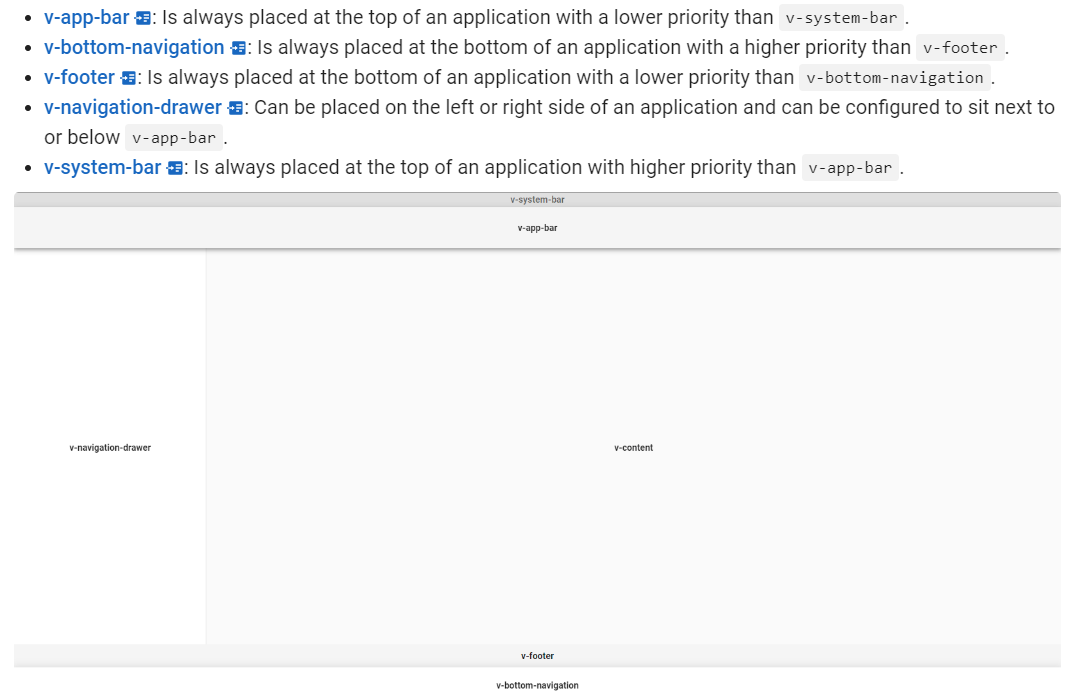 v-app-bar: Is always placed at the top of an application with a lower priority than v-system-bar.
v-bottom-navigation: Is always placed at the bottom of an application with a higher priority than v-footer.
v-footer: Is always placed at the bottom of an application with a lower priority than v-bottom-navigation.
v-navigation-drawer: Can be placed on the left or right side of an application and can be configured to sit next to
or below v-app-bar.
v-system-bar: Is always placed at the top of an application with higher priority than v-app-bar.
v-system-bar
v-app-bar
v-navigation-drawer
v-content
v-footer
v-bottom-navigation